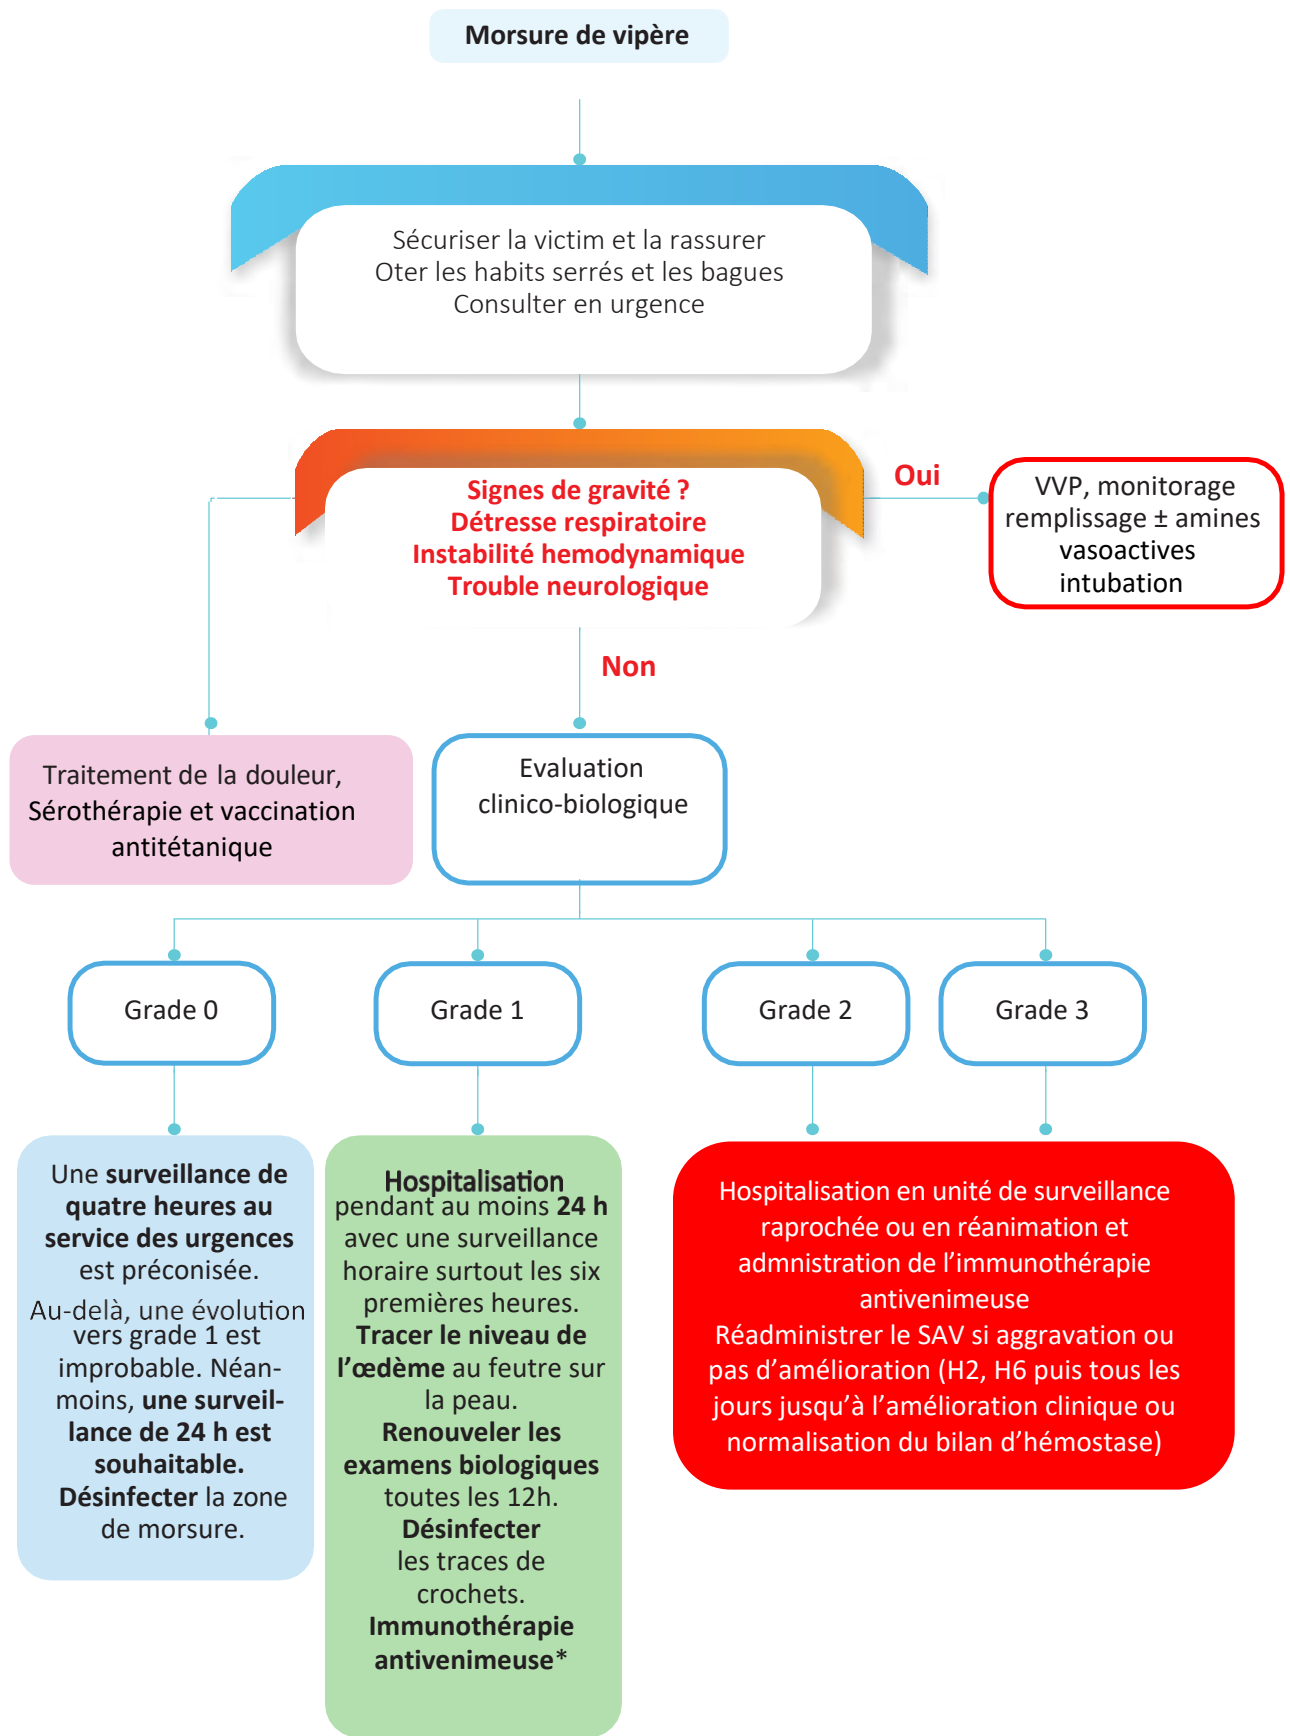 Morsure de vipère
Sécuriser la victim et la rassurer
Oter les habits serrés et les bagues
Consulter en urgence
Signes de gravité ?
Détresse respiratoire
Instabilité hemodynamique
Trouble neurologique
Oui
VVP, monitorage
remplissage ± amines
vasoactives
intubation
Non
Traitement de la douleur,
Sérothérapie et vaccination
antitétanique
Evaluation
clinico-biologique
Grade 0
Grade 1
Grade 2
Grade 3
Une surveillance de
quatre heures au
service des urgences
est préconisée.
Au-delà, une évolution
vers grade 1 est
improbable. Néan-
moins, une surveil-
lance de 24 h est
souhaitable.
Désinfecter la zone
de morsure.
Hospitalisation
pendant au moins 24 h
avec une surveillance
horaire surtout les six
premières heures.
Tracer le niveau de
l’œdème au feutre sur
la peau.
Renouveler les
examens biologiques
toutes les 12h.
Désinfecter
les traces de
crochets.
Immunothérapie
antivenimeuse*
Hospitalisation en unité de surveillance
raprochée ou en réanimation et
admnistration de l’immunothérapie
antivenimeuse
Réadministrer le SAV si aggravation ou
pas d’amélioration (H2, H6 puis tous les
jours jusqu’à l’amélioration clinique ou
normalisation du bilan d’hémostase)